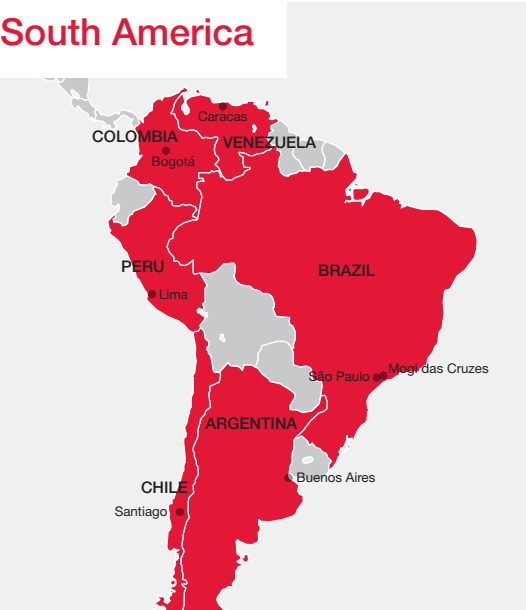 South America
Caracas
COLOMBIA
VENEZUELA
Bogotá
PERU
BRAZIL
Lima
Mogi das Cruzes
São Paulo
ARGENTINA
Buenos Aires
CHILE
Santiago